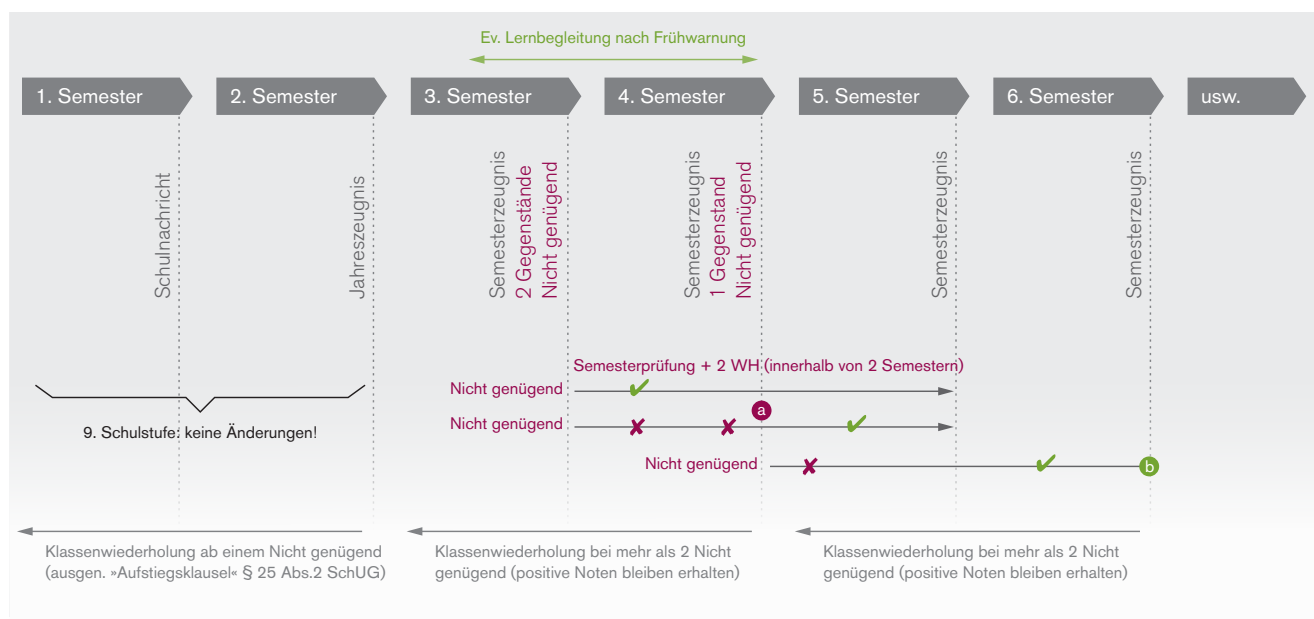 Ev. Lernbegleitung nach Frühwarnung
1. Semester
2. Semester
3. Semester
4. Semester
5. Semester
6. Semester
usw.
Schulnachricht
Jahreszeugnis
Semesterzeugnis
2 Gegenstände
Nicht genügend
Semesterzeugnis
1 Gegenstand
Nicht genügend
Semesterzeugnis
Semesterzeugnis
Semesterprüfung + 2 WH (innerhalb von 2 Semestern)
Nicht genügend
a
Nicht genügend
9. Schulstufe: keine Änderungen!
Nicht genügend
b
Klassenwiederholung ab einem Nicht genügend
(ausgen. »Aufstiegsklausel« § 25 Abs.2 SchUG)
Klassenwiederholung bei mehr als 2 Nicht
genügend (positive Noten bleiben erhalten)
Klassenwiederholung bei mehr als 2 Nicht
genügend (positive Noten bleiben erhalten)